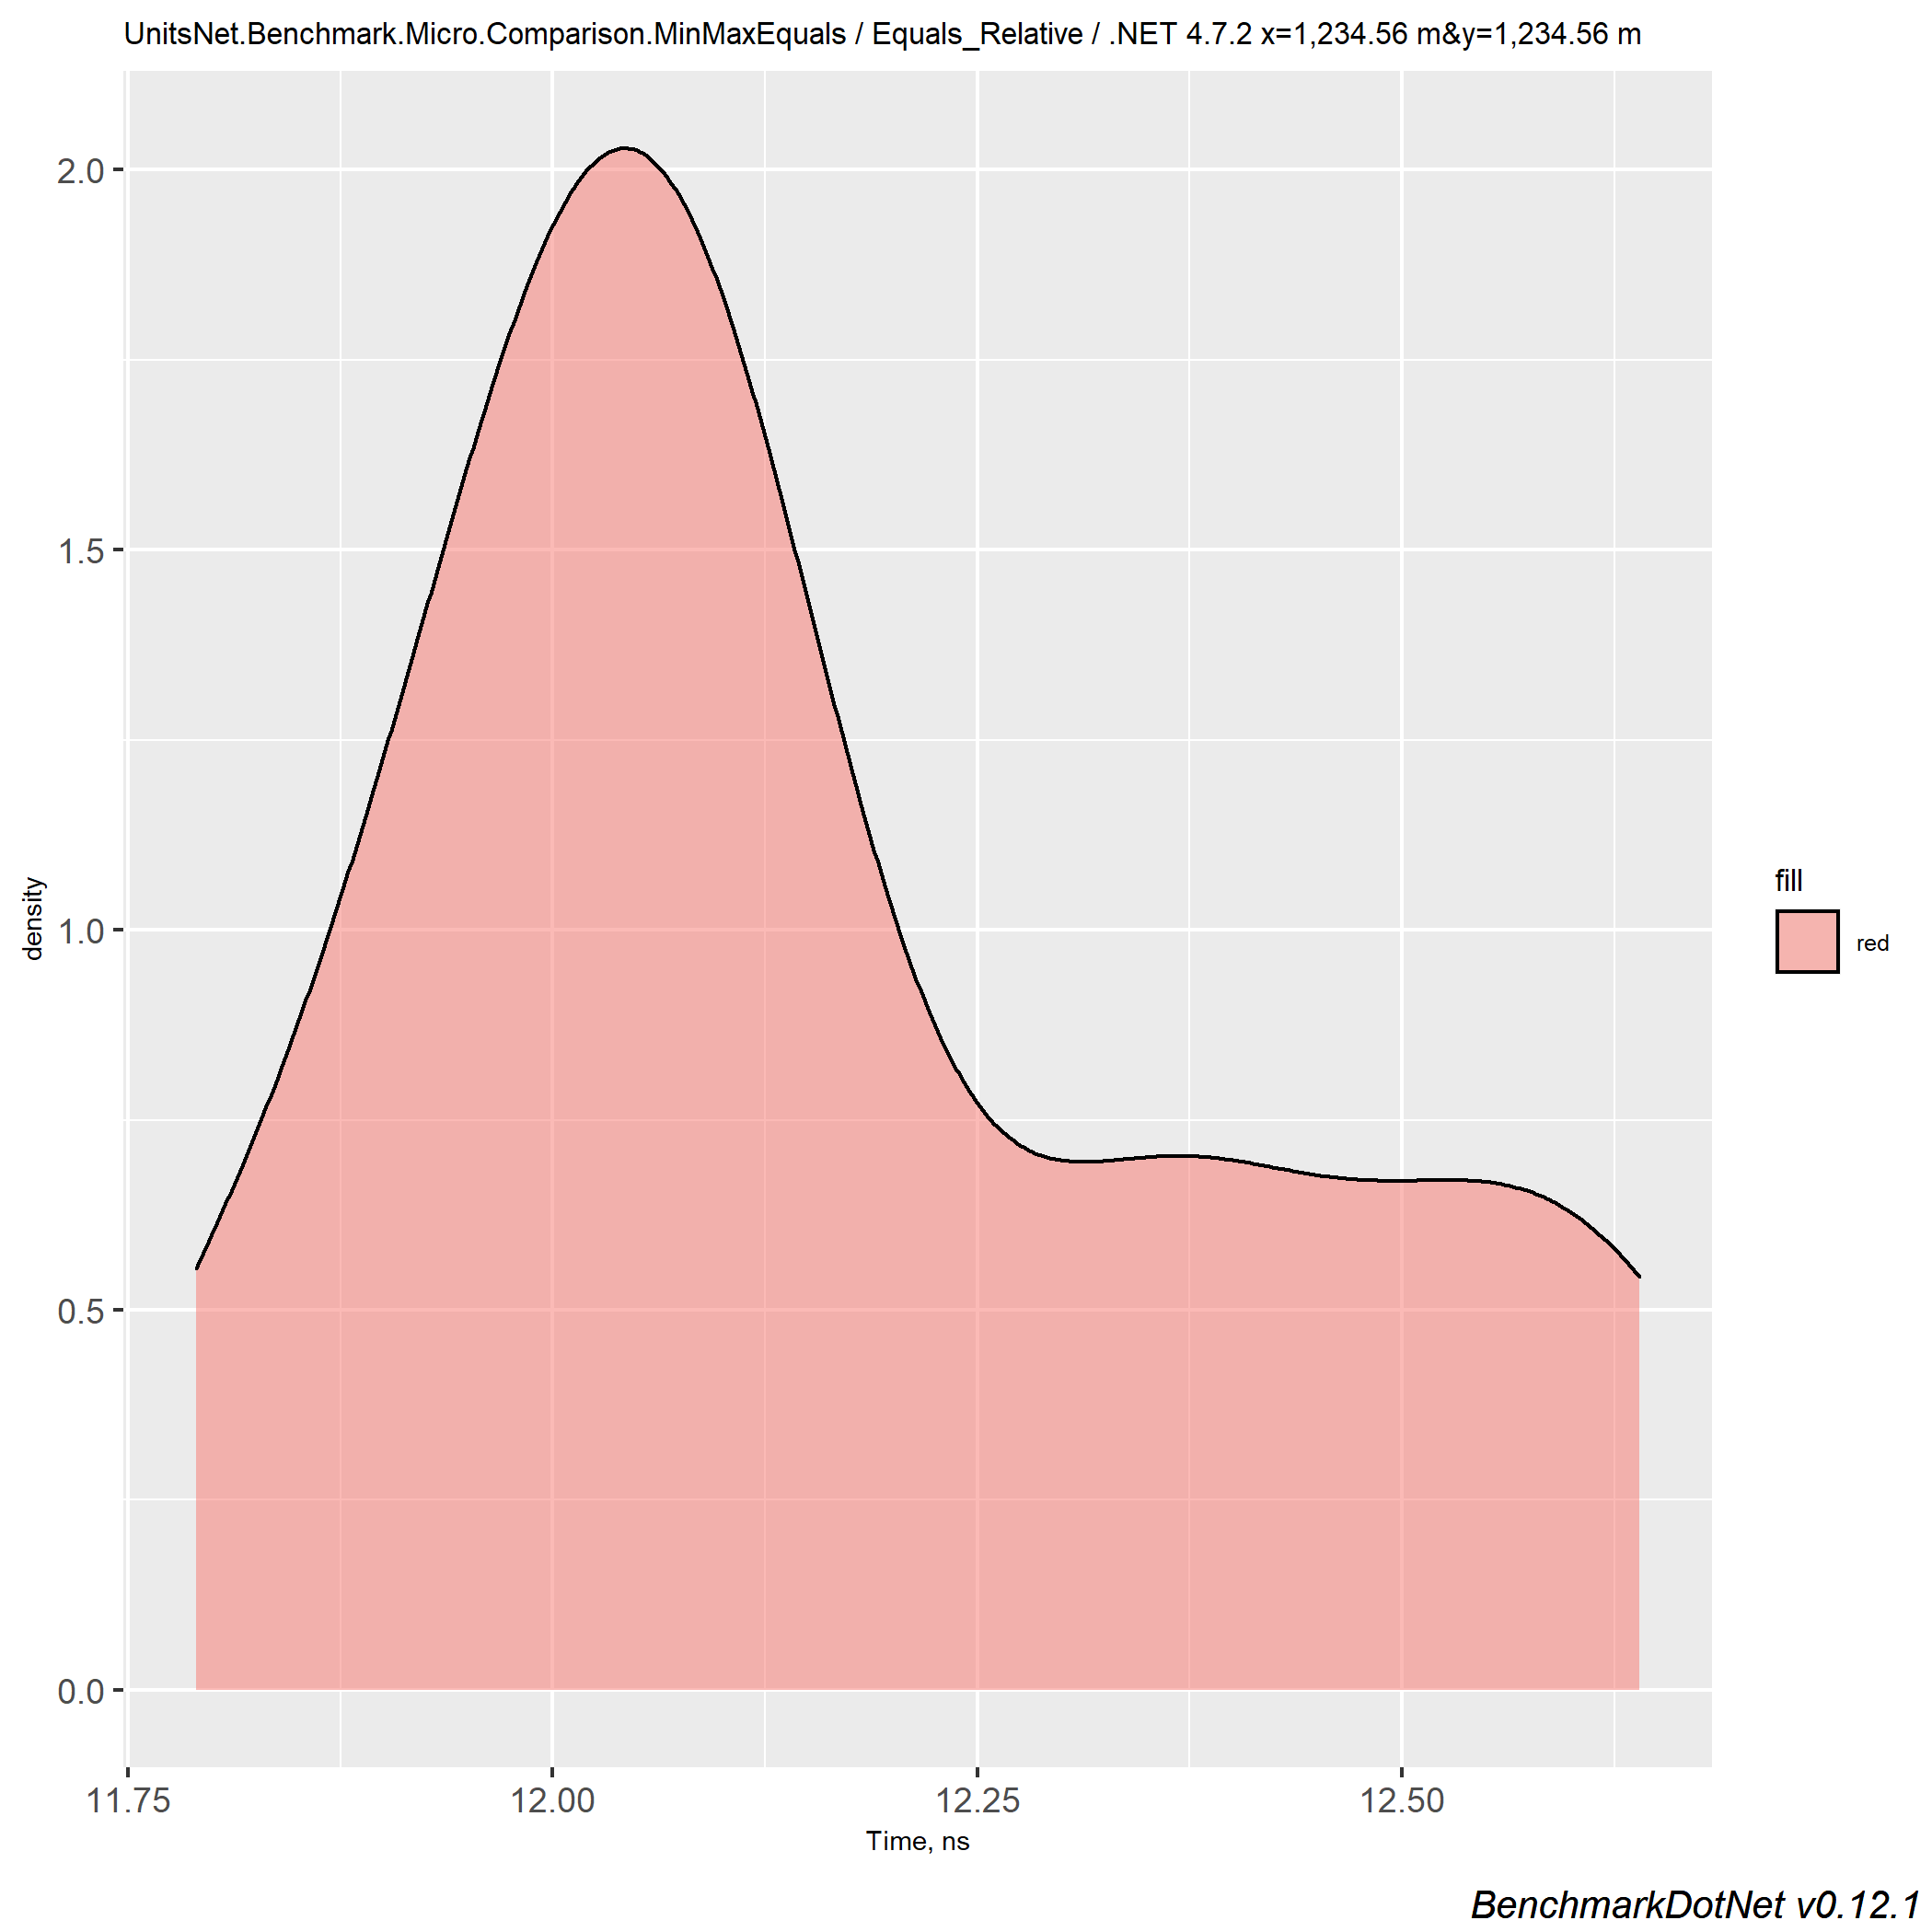 UnitsNet.Benchmark.Micro.Comparison.MinMaxEquals / Equals_Relative / .NET 4.7.2 x=1,234.56 m&y=1,234.56 m
2.0
1.5
1.0
0.5
0.0
density
11.75 12.00 12.25 12.50
Time, ns
fill
red
BenchmarkDotNet v0.12.1